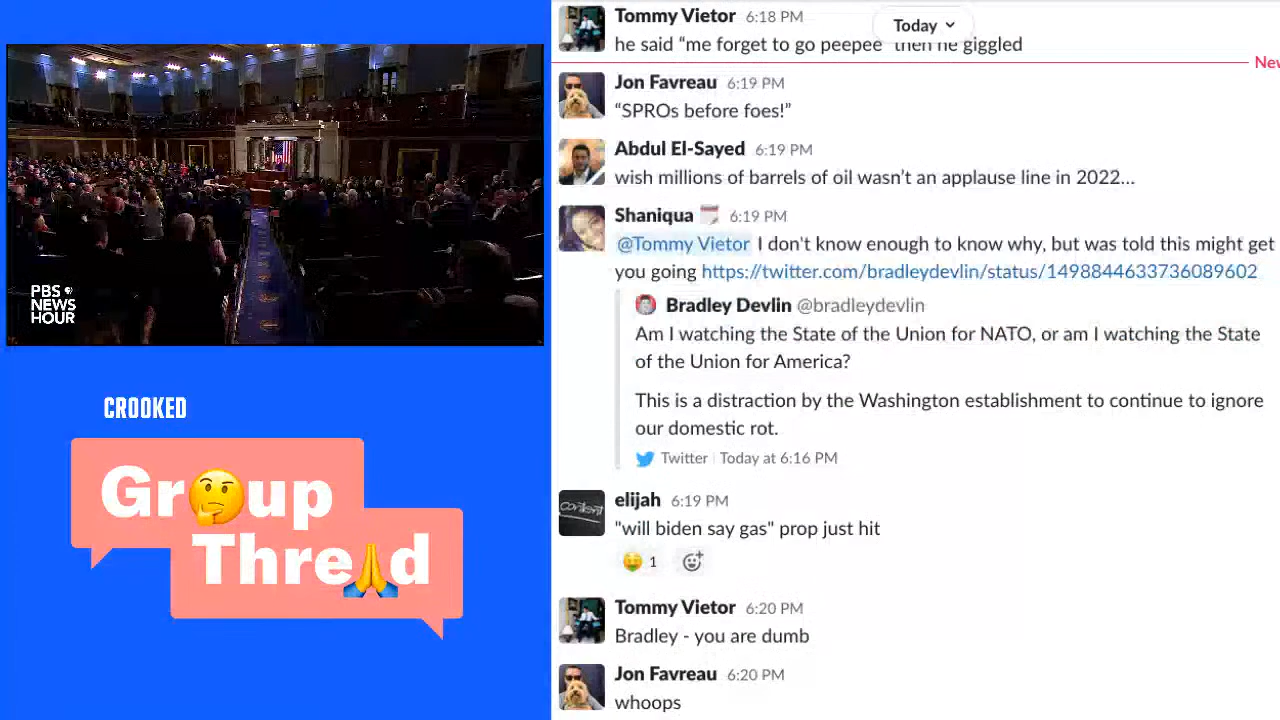 PBS
NEWS
HOUR
CROOKED
Gr🤔up
Thre🙏d
Tommy Vietor 6:18 PM
Today
he said “me forget to go peepee then he giggled
New
Jon Favreau 6:19 PM
“SPROs before foes!”
Abdul El-Sayed 6:19 PM
wish millions of barrels of oil wasn’t an applause line in 2022...
Shaniqua 6:19 PM
@Tommy Vietor I don't know enough to know why, but was told this might get
you going https://twitter.com/bradleydevlin/status/1498844633736089602
Bradley Devlin @bradleydevlin
Am I watching the State of the Union for NATO, or am I watching the State
of the Union for America?
This is a distraction by the Washington establishment to continue to ignore
our domestic rot.
Twitter | Today at 6:16 PM
elijah 6:19 PM
content
"will biden say gas" prop just hit
🤑 1
Tommy Vietor 6:20 PM
Bradley - you are dumb
Jon Favreau 6:20 PM
whoops